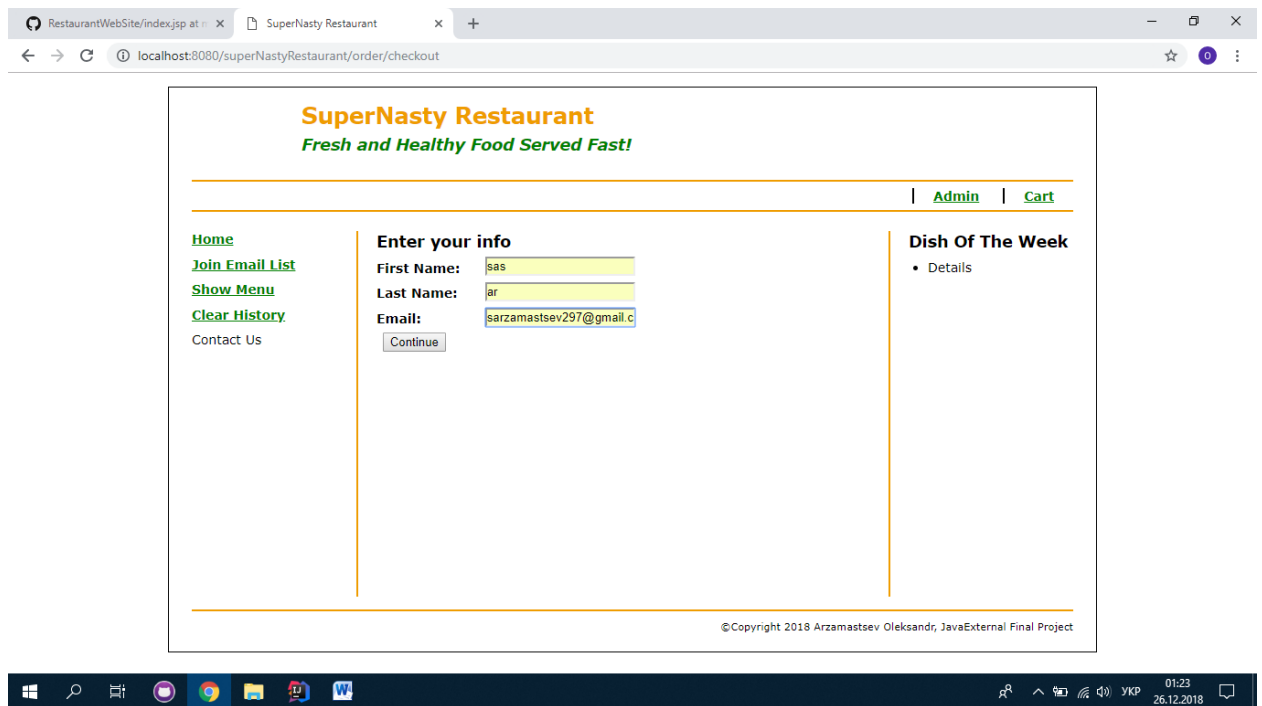 RestaurantWebSite/index.jsp at
SuperNasty Restaurant
localhost:8080/superNastyRestaurant/order/checkout
O
SuperNasty Restaurant
Fresh and Healthy Food Served Fast!
Admin
Cart
Home
Join Email List
Show Menu
Clear History
Contact Us
Enter your info
First Name: sas
Last Name: ar
Email: sarzamastsev297@gmail.c
Continue
Dish Of The Week
• Details
©Copyright 2018 Arzamastsev Oleksandr, JavaExternal Final Project
УКР
01:23
26.12.2018